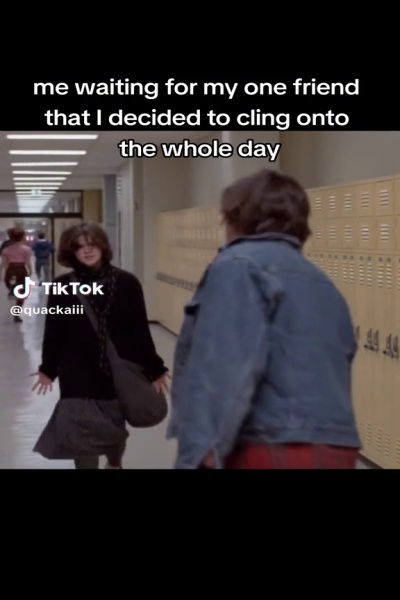 me waiting for my one friend
that I decided to cling onto
the whole day
TikTok
@quackaiii